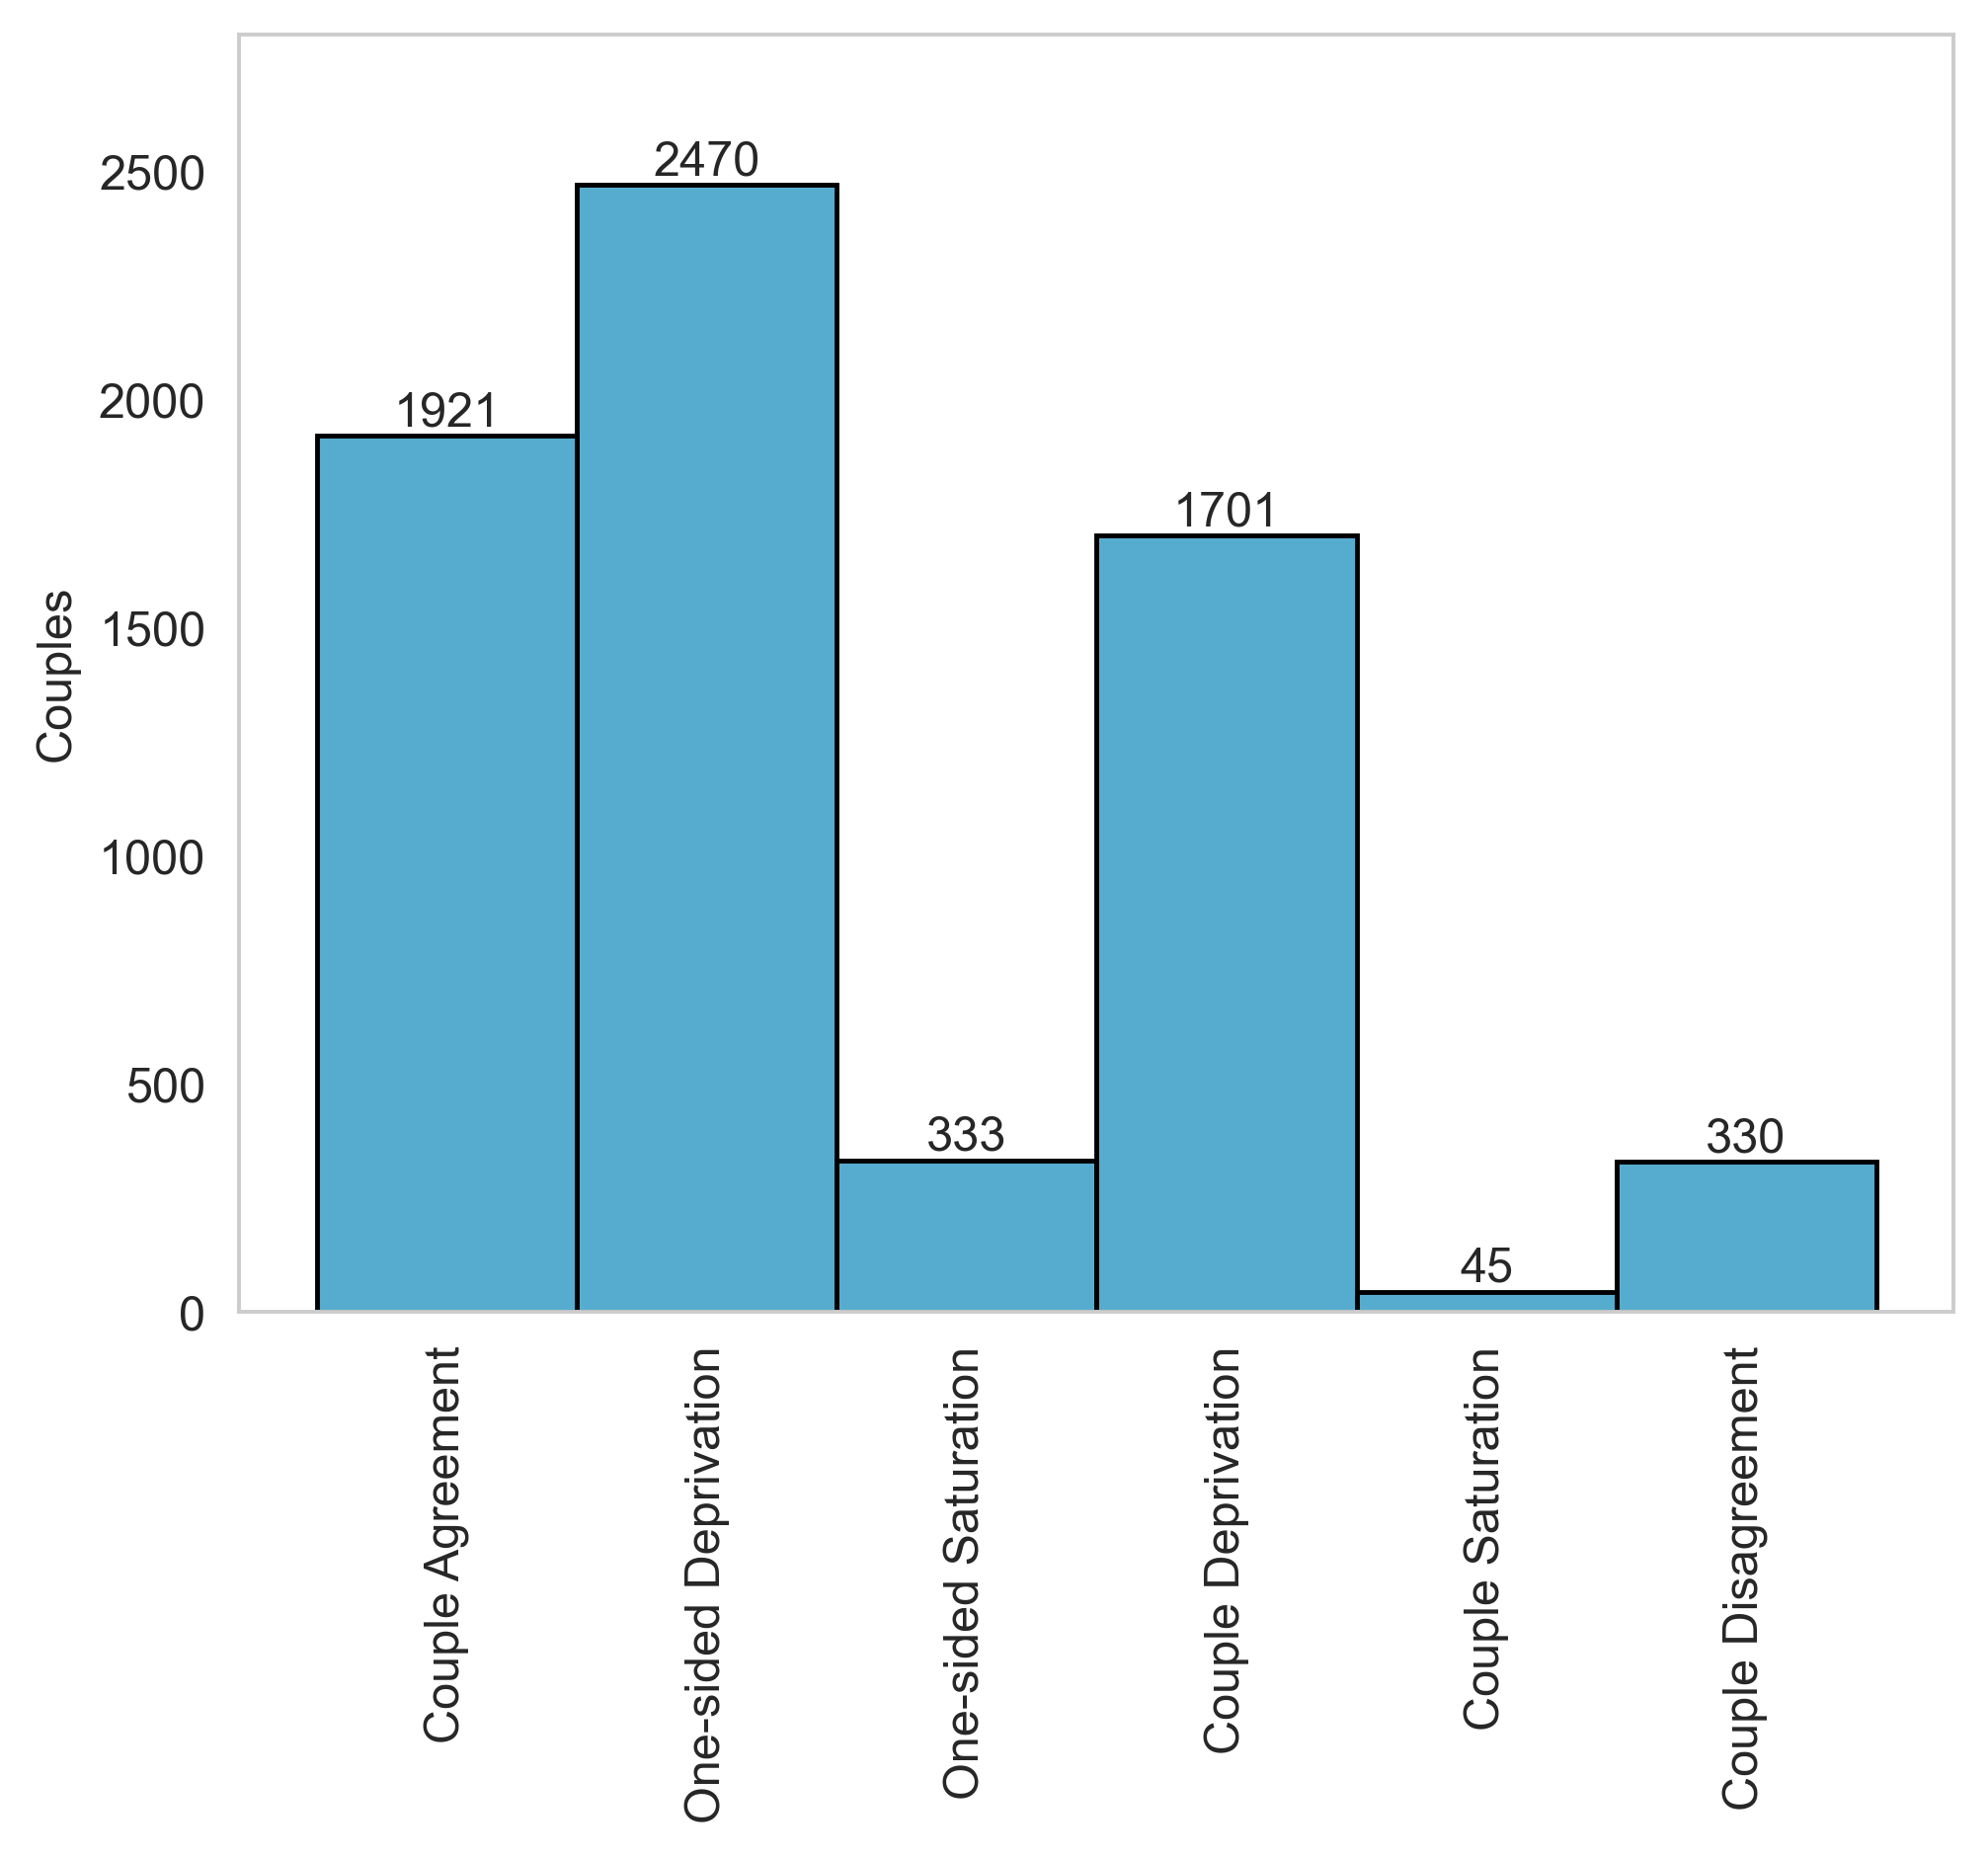 Couples
2500
2000
1500
1000
500
0
1921
2470
333
1701
45
330
Couple Agreement
One-sided Deprivation
One-sided Saturation
Couple Deprivation
Couple Saturation
Couple Disagreement